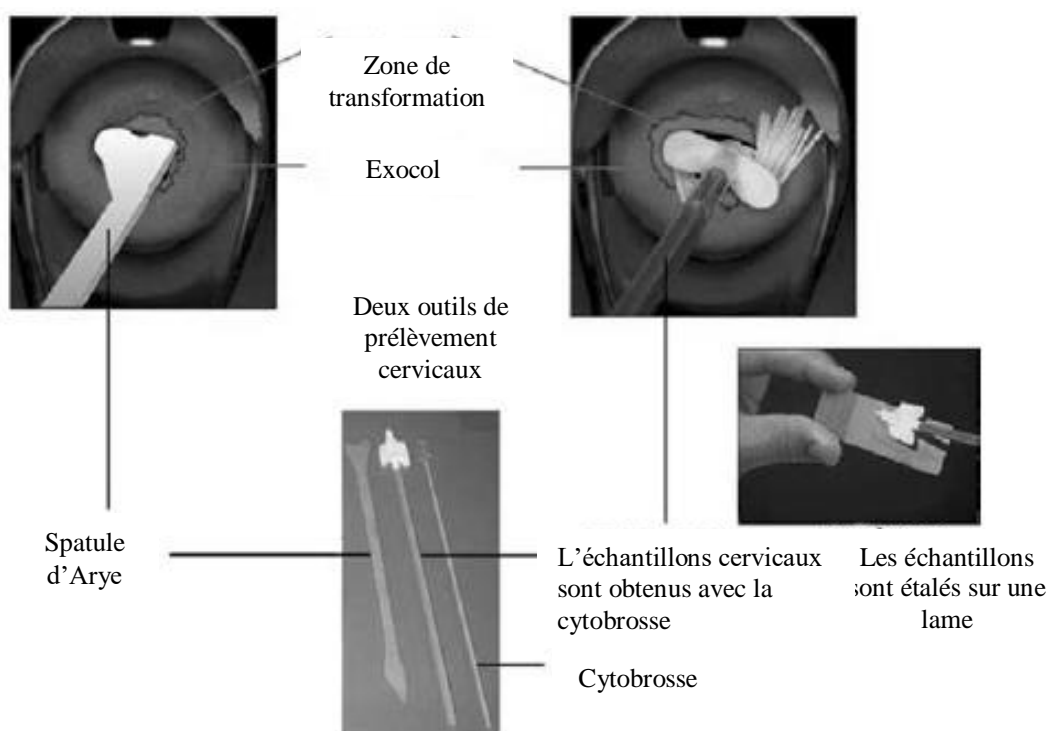 Zone de
transformation
Exocol
Deux outils de
prélèvement
cervicaux
Spatule
d’Arye
L’échantillons cervicaux
sont obtenus avec la
cytobrosse
Les échantillons
sont étalés sur une
lame
Cytobrosse